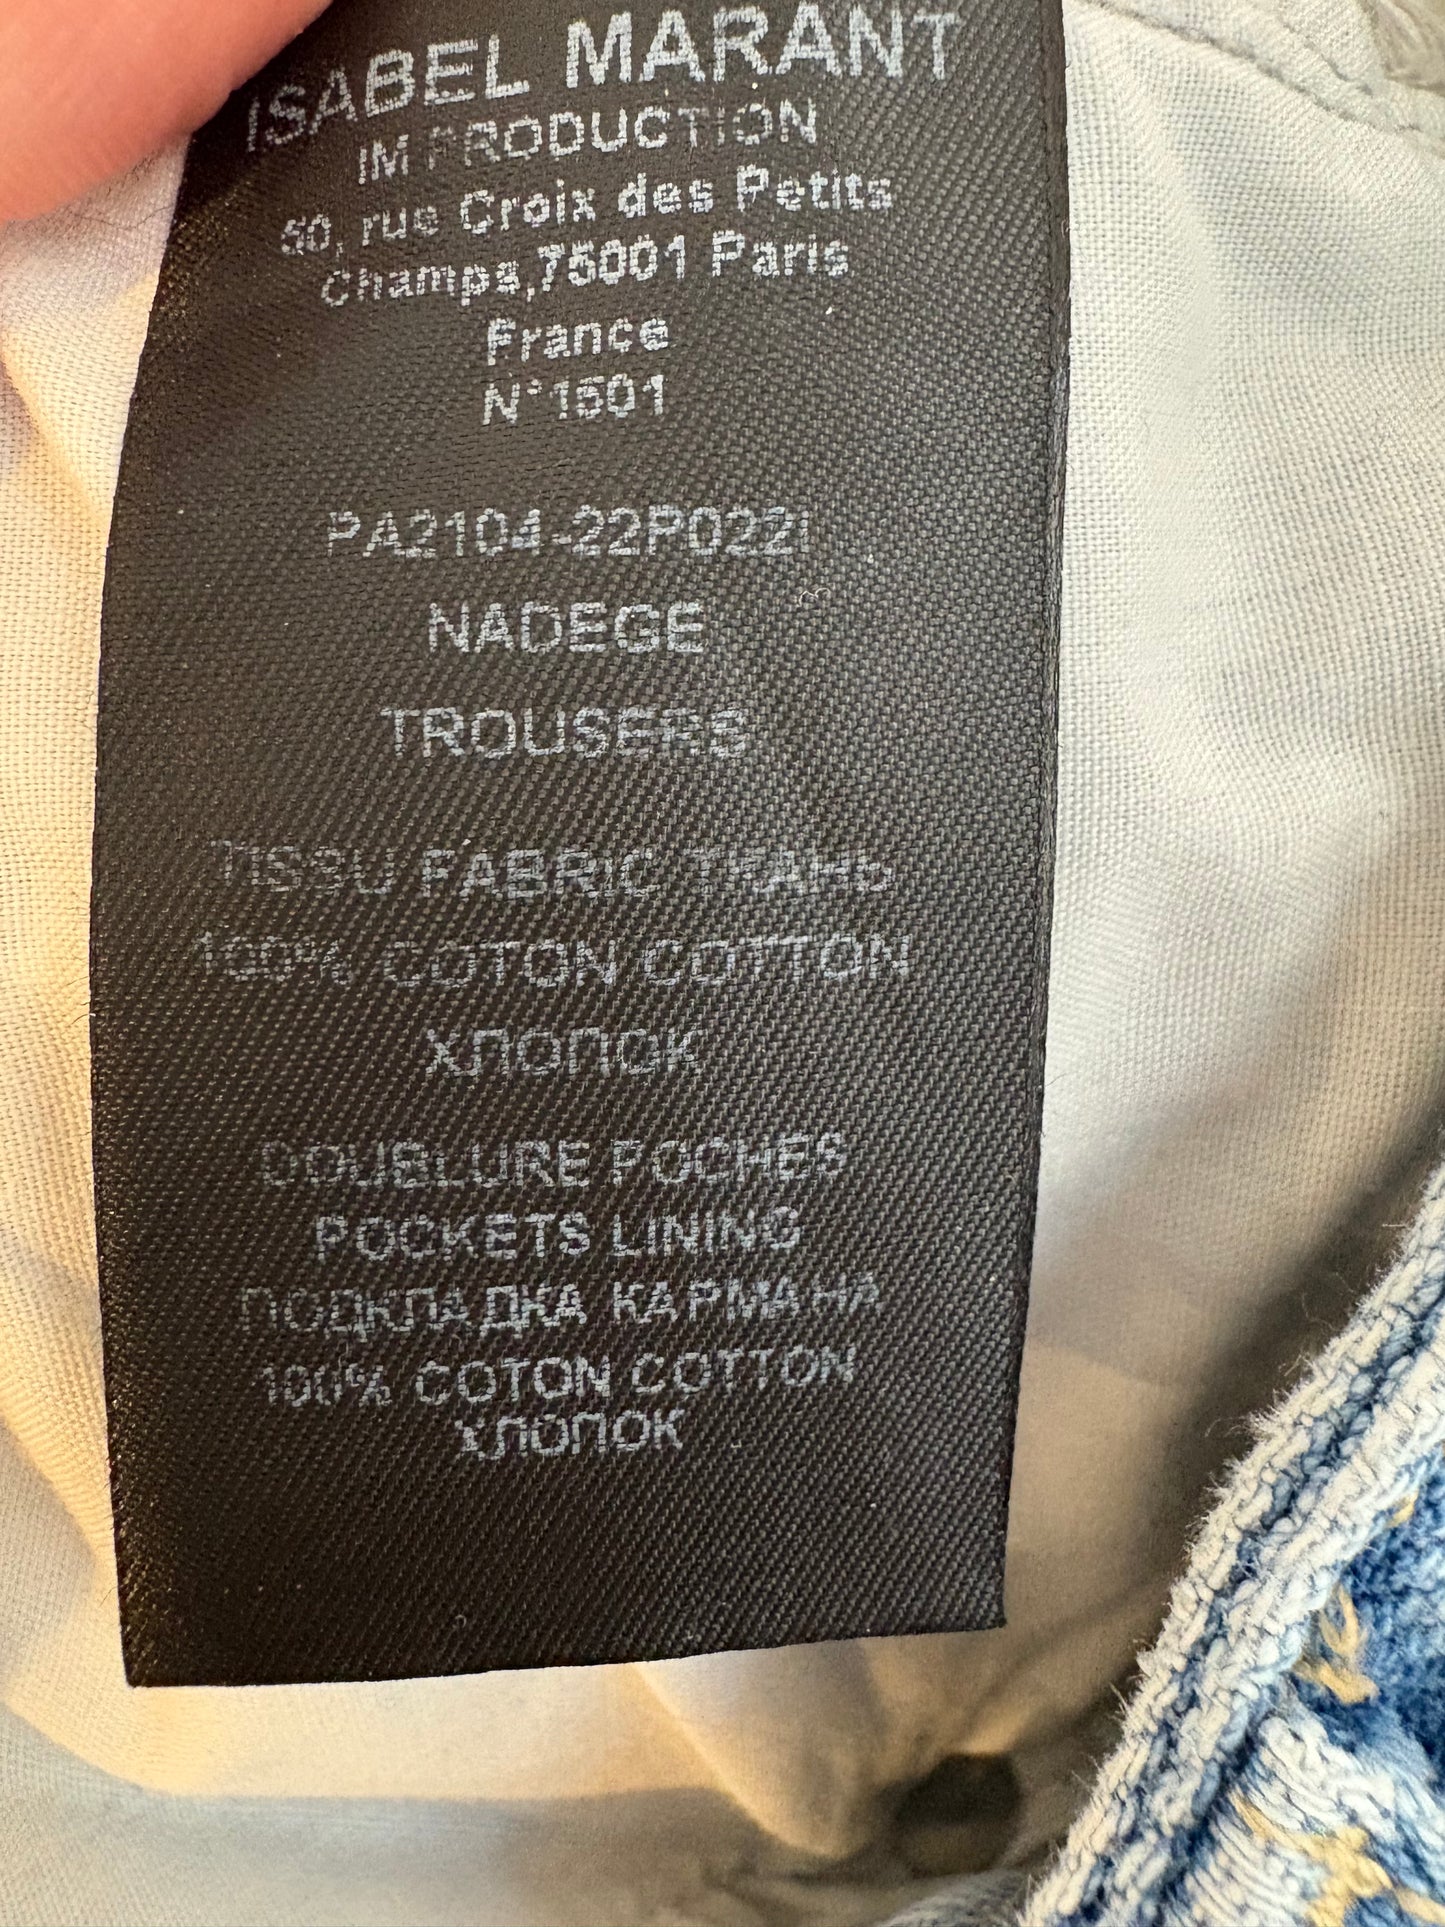 ISABEL MARANT
IM PRODUCTION
50, rue Croix des Petits
Champs,75001 Paris
France
N°1501
PA2104-22P022I
NADEGE
TROUSERS
TISSU FABRIC ТКАНЬ
100% COTON COTTON
ХЛОПОК
DOUBLURE POCHES
POCKETS LINING
ПОДКЛАДКА КАРМАНА
100% COTON COTTON
ХЛОПОК